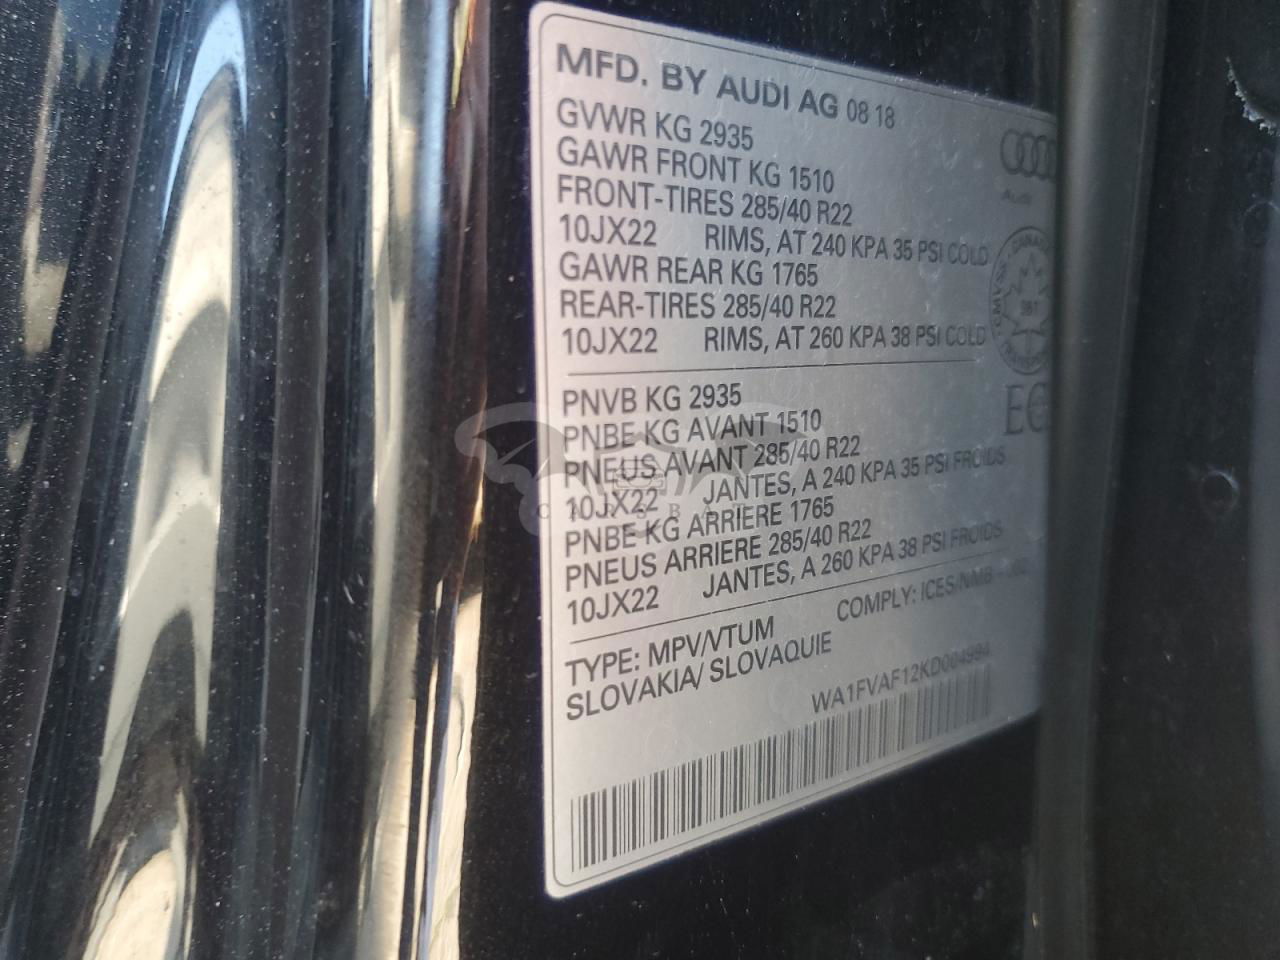 MFD. BY AUDI AG 08 18
GVWR KG 2935
GAWR FRONT KG 1510
FRONT-TIRES 285/40 R22
10JX22 RIMS, AT 240 KPA 35 PSI COLD
GAWR REAR KG 1765
REAR-TIRES 285/40 R22
10JX22 RIMS, AT 260 KPA 38 PSI COLD
Audi
CANADA
PNVB KG 2935
PNBE KG AVANT 1510
PNEUS AVANT 285/40 R22
10JX22 JANTES, A 240 KPA 35 PSI FROIDS
PNBE KG ARRIERE 1765
PNEUS ARRIERE 285/40 R22
10JX22 JANTES, A 260 KPA 38 PSI FROIDS
TYPE: MPV/VTUM COMPLY: ICES/NMB
SLOVAKIA/ SLOVAQUIE
WA1FVAF12KD004994